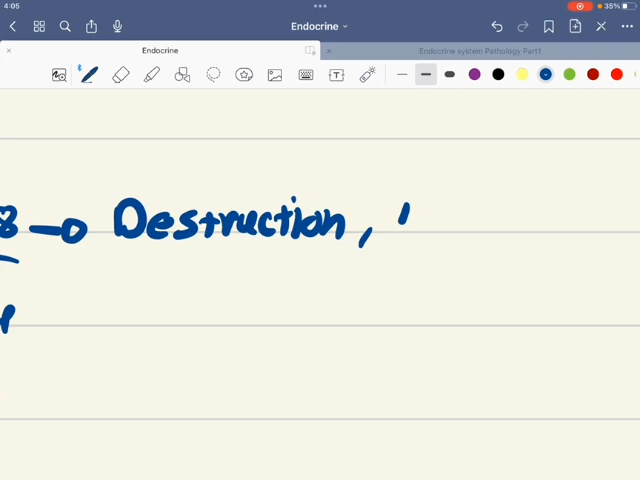 4:05
35%
Endocrine
Endocrine
Endocrine system Pathology Part1
Destruction,